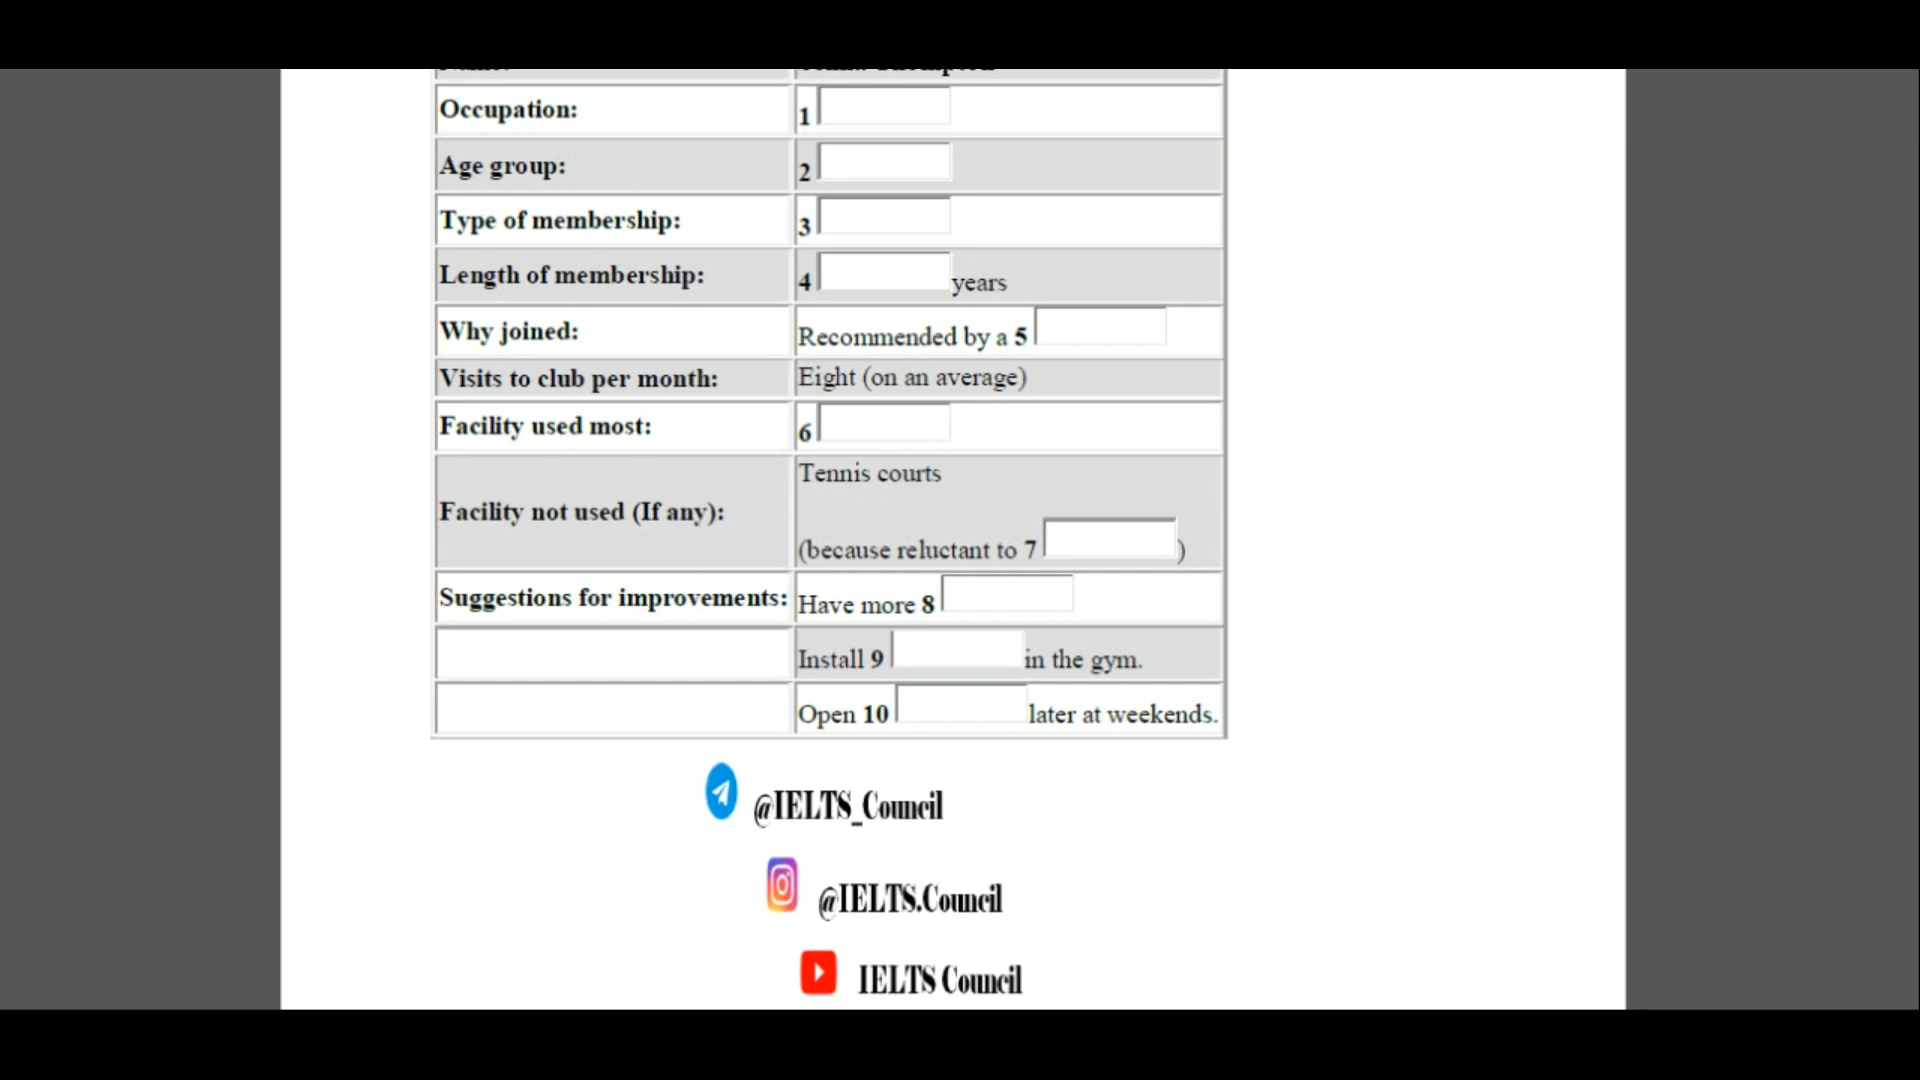 Occupation: 1
Age group: 2
Type of membership: 3
Length of membership: 4 years
Why joined: Recommended by a 5
Visits to club per month: Eight (on an average)
Facility used most: 6
Tennis courts
Facility not used (If any):
(because reluctant to 7 )
Suggestions for improvements: Have more 8
Install 9 in the gym.
Open 10 later at weekends.
@IELTS_Council
@IELTS.Council
IELTS Council